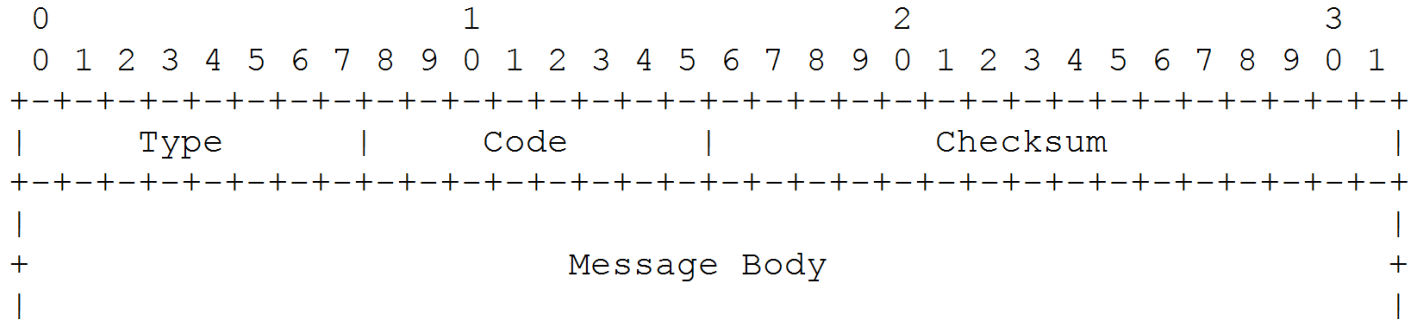 0                   1                   2                   3
 0 1 2 3 4 5 6 7 8 9 0 1 2 3 4 5 6 7 8 9 0 1 2 3 4 5 6 7 8 9 0 1
+-+-+-+-+-+-+-+-+-+-+-+-+-+-+-+-+-+-+-+-+-+-+-+-+-+-+-+-+-+-+-+-+
|     Type      |     Code      |          Checksum             |
+-+-+-+-+-+-+-+-+-+-+-+-+-+-+-+-+-+-+-+-+-+-+-+-+-+-+-+-+-+-+-+-+
|                                                               |
+                         Message Body                          +
|                                                               |